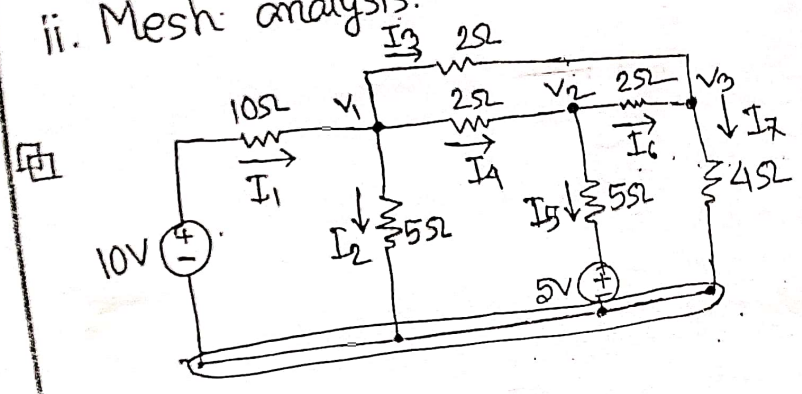 ii. Mesh analysis.
I3 2Ω
10Ω V1 2Ω V2 2Ω V3
I1 I4 I6 I7
10V + - I2 5Ω I5 5Ω 4Ω
5V + -